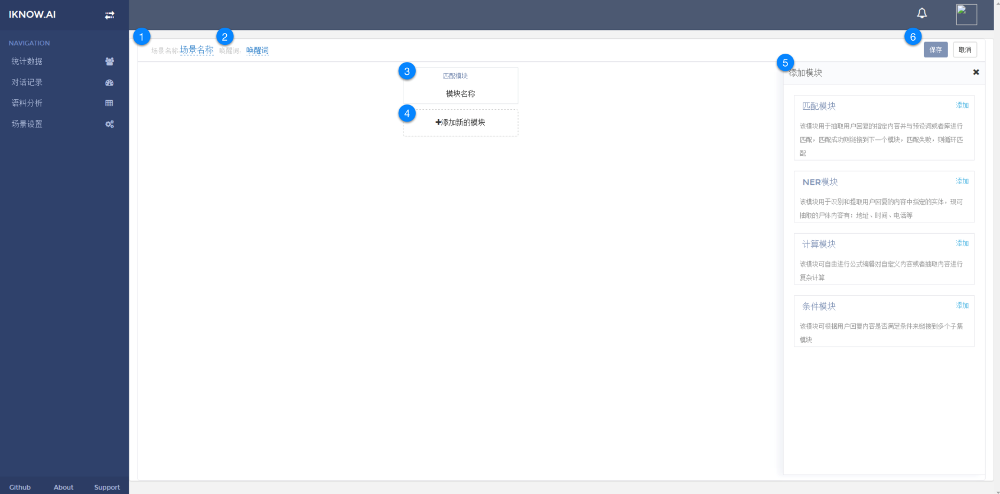 IKNOW.AI
NAVIGATION
统计数据
对话记录
语料分析
场景设置
Github About Support
1 2 6
场景名称: 场景名称 唤醒词: 唤醒词
保存 取消
3
匹配模块
模块名称
4
+添加新的模块
5
添加模块
匹配模块 添加
该模块用于抽取用户回复的指定内容并与预设词或者库进行
匹配，匹配成功则链接到下一个模块，匹配失败，则循环匹
配
NER模块 添加
该模块用于识别和提取用户回复的内容中指定的实体，现可
抽取的尸体内容有：地址、时间、电话等
计算模块 添加
该模块可自由进行公式编辑对自定义内容或者抽取内容进行
复杂计算
条件模块 添加
该模块可根据用户回复内容是否满足条件来链接到多个子集
模块